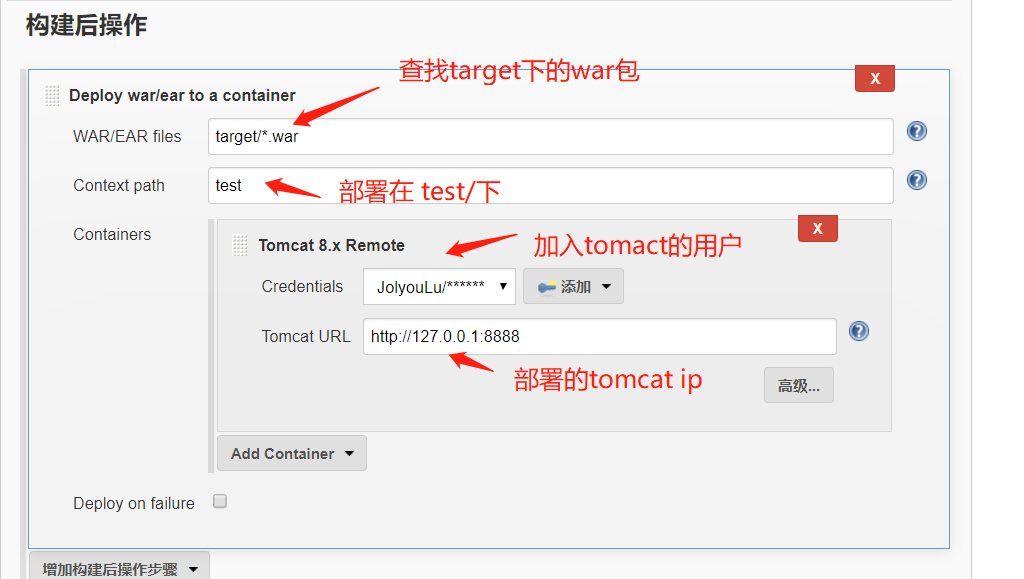 构建后操作
查找target下的war包
X
Deploy war/ear to a container
WAR/EAR files
target/*.war
Context path
test
部署在 test/下
Containers
X
Tomcat 8.x Remote
加入tomact的用户
Credentials
JolyouLu/******
添加
Tomcat URL
http://127.0.0.1:8888
部署的tomcat ip
高级...
Add Container
Deploy on failure
增加构建后操作步骤